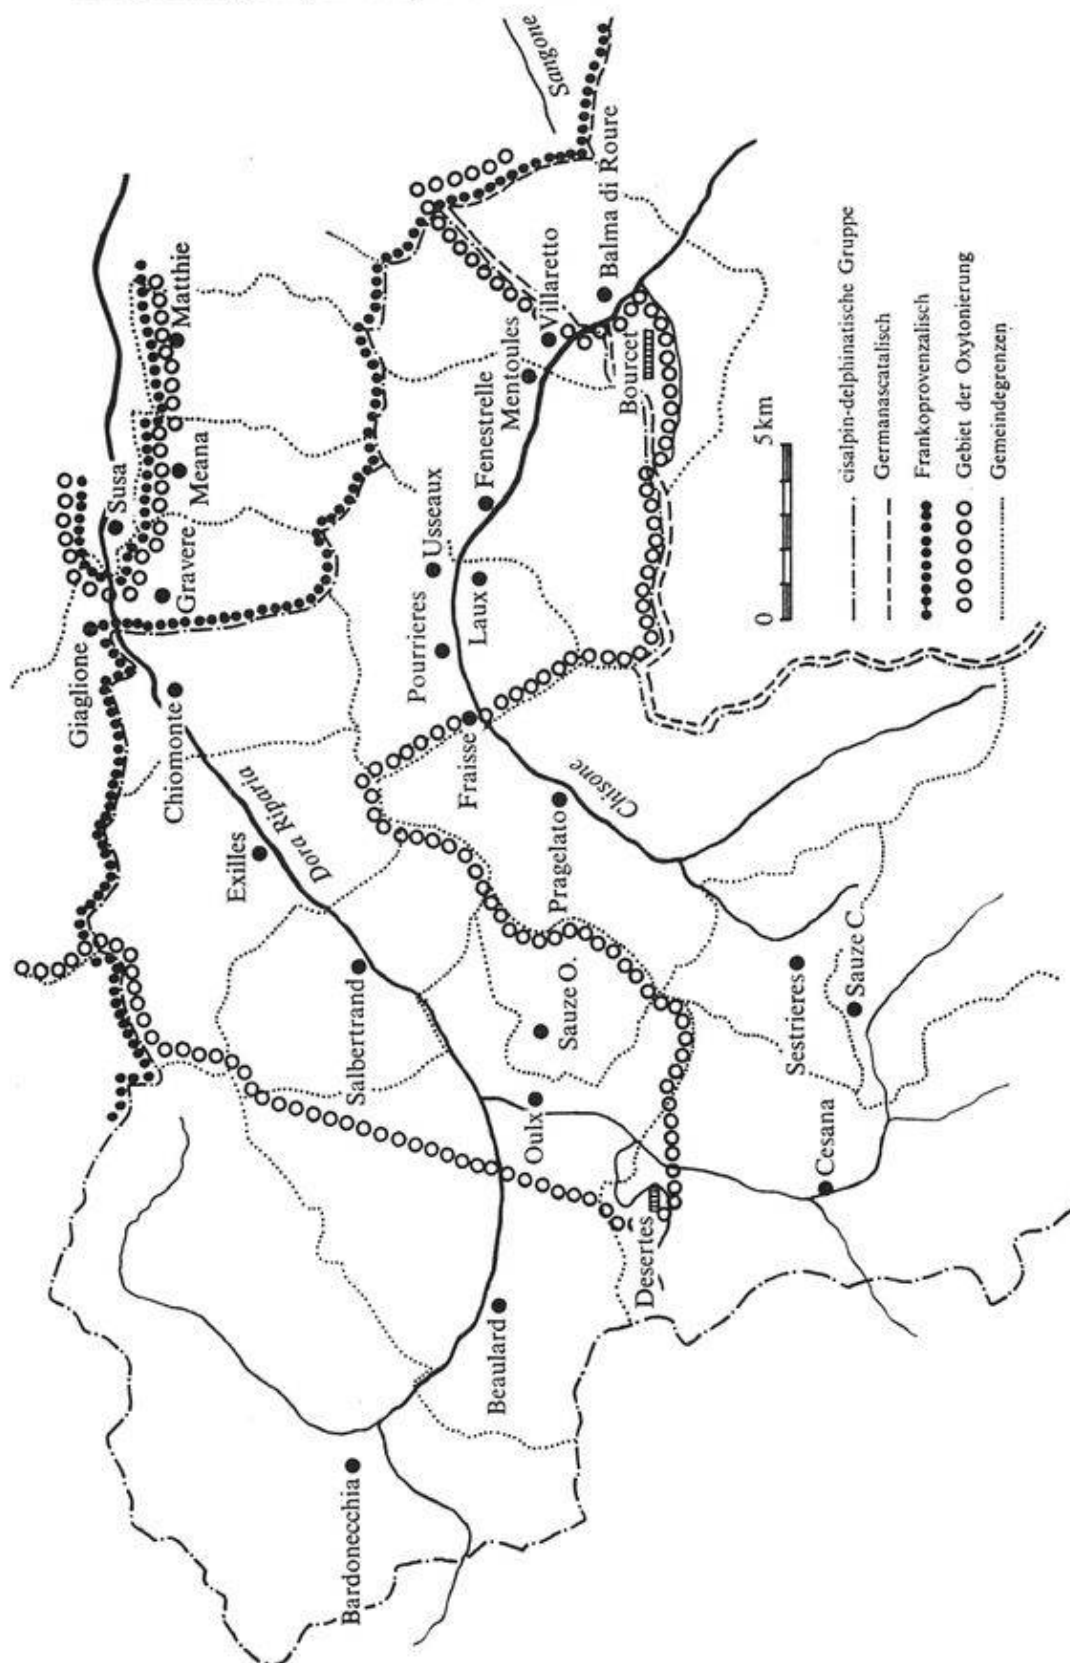 Sangone
Matthie
Susa
Meana
Gravere
Giaglione
Chiomonte
Exilles
Dora Riparia
Salbertrand
Balma di Roure
Villaretto
Mentoules
Bourcet
Fenestrelle
Usseaux
Laux
Pourrieres
Fraisse
Chisone
Pragelato
Sauze O.
Oulx
Sestrieres
Sauze C.
Cesana
Desertes
Beaulard
Bardonecchia
0
5 km
cisalpin-delphinatische Gruppe
Germanascatalisch
Frankoprovenzalisch
Gebiet der Oxytonierung
Gemeindegrenzen